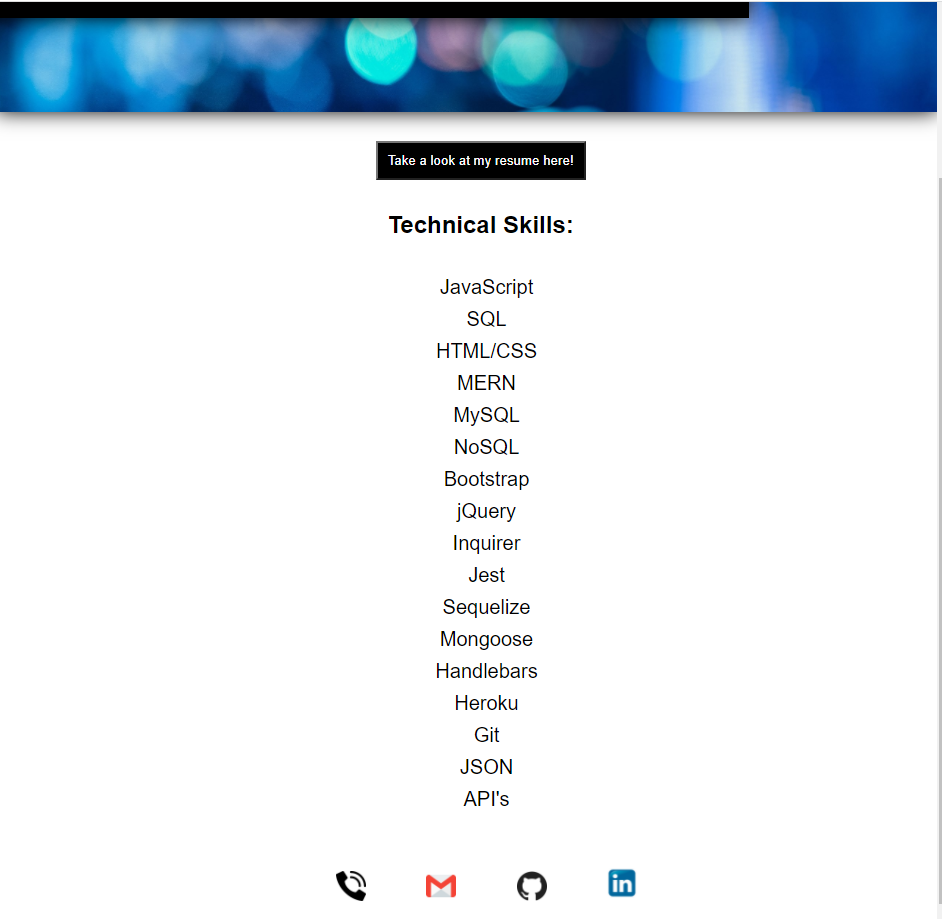 Take a look at my resume here!
Technical Skills:
JavaScript
SQL
HTML/CSS
MERN
MySQL
NoSQL
Bootstrap
jQuery
Inquirer
Jest
Sequelize
Mongoose
Handlebars
Heroku
Git
JSON
API's
in